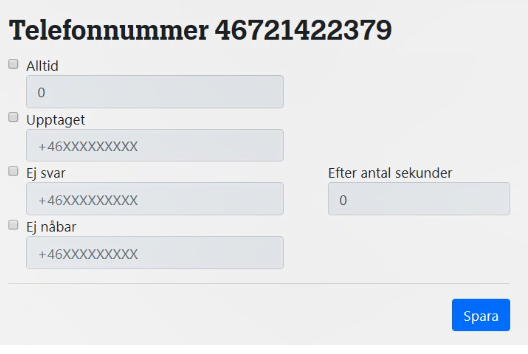 Telefonnummer 46721422379
Alltid
0
Upptaget
+46XXXXXXXXX
Ej svar
Efter antal sekunder
+46XXXXXXXXX
0
Ej nåbar
+46XXXXXXXXX
Spara